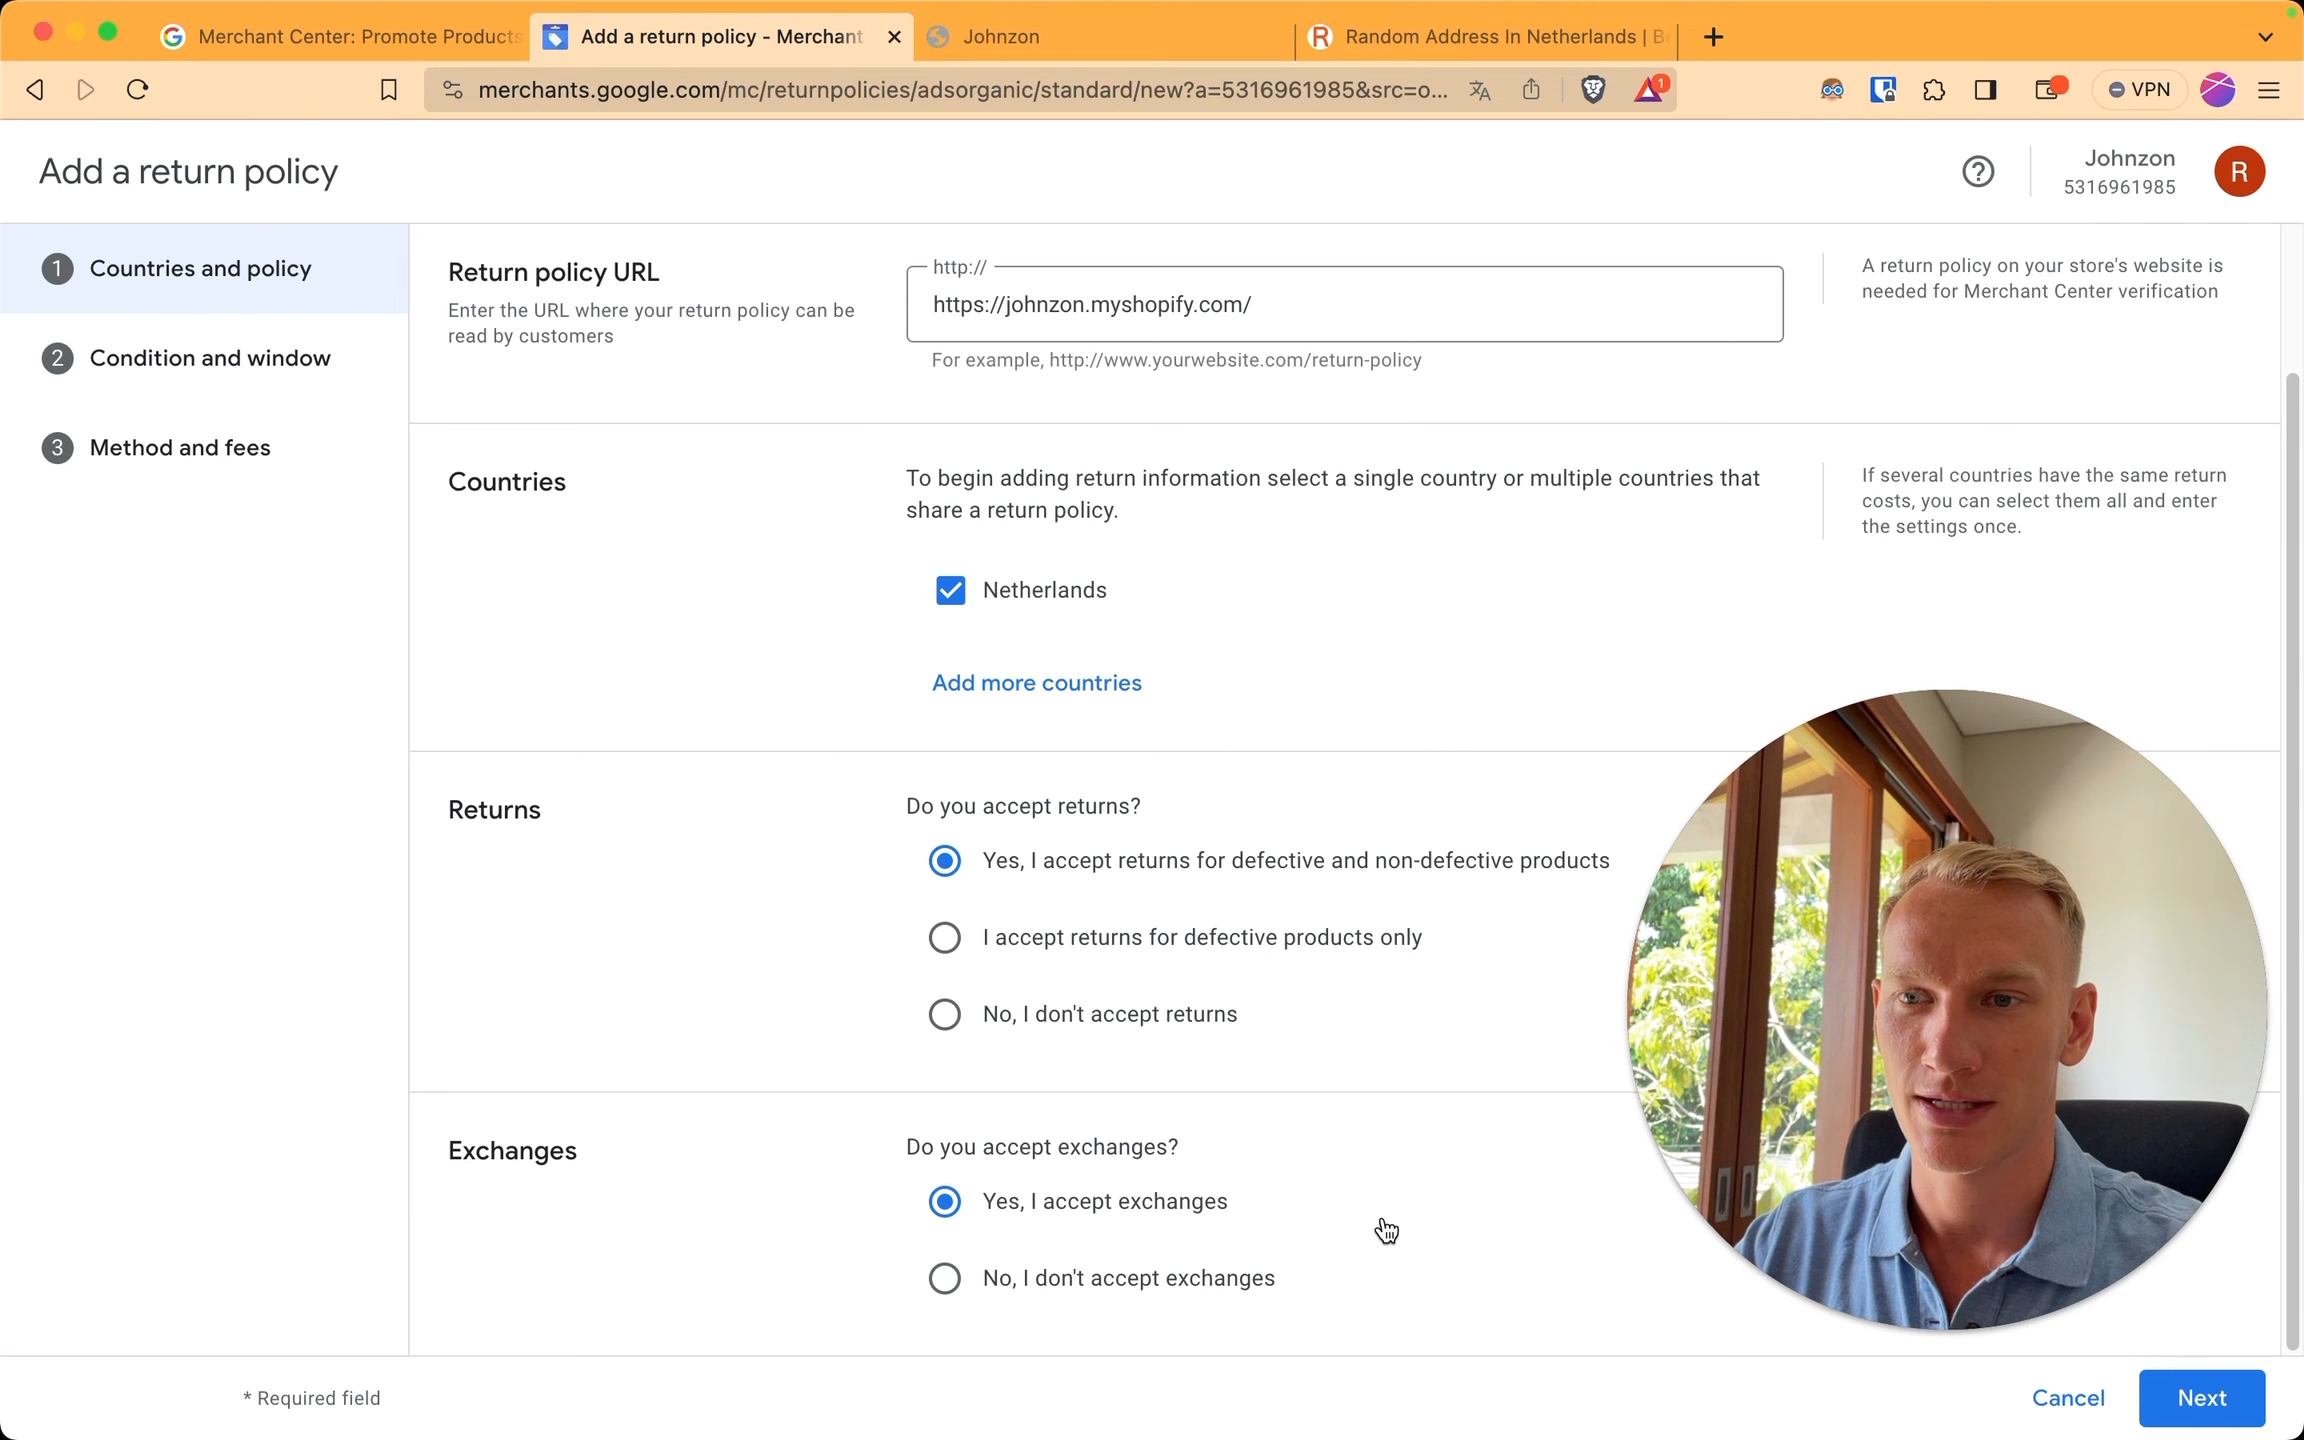 Merchant Center: Promote Products
Add a return policy - Merchant
Johnzon
Random Address In Netherlands | Be
merchants.google.com/mc/returnpolicies/adsorganic/standard/new?a=5316961985&src=o...
1
VPN
Add a return policy
Johnzon
5316961985
R
1 Countries and policy
2 Condition and window
3 Method and fees
Return policy URL
Enter the URL where your return policy can be
read by customers
http://
https://johnzon.myshopify.com/
For example, http://www.yourwebsite.com/return-policy
A return policy on your store's website is
needed for Merchant Center verification
Countries
To begin adding return information select a single country or multiple countries that
share a return policy.
Netherlands
Add more countries
If several countries have the same return
costs, you can select them all and enter
the settings once.
Returns
Do you accept returns?
Yes, I accept returns for defective and non-defective products
I accept returns for defective products only
No, I don't accept returns
Exchanges
Do you accept exchanges?
Yes, I accept exchanges
No, I don't accept exchanges
* Required field
Cancel
Next